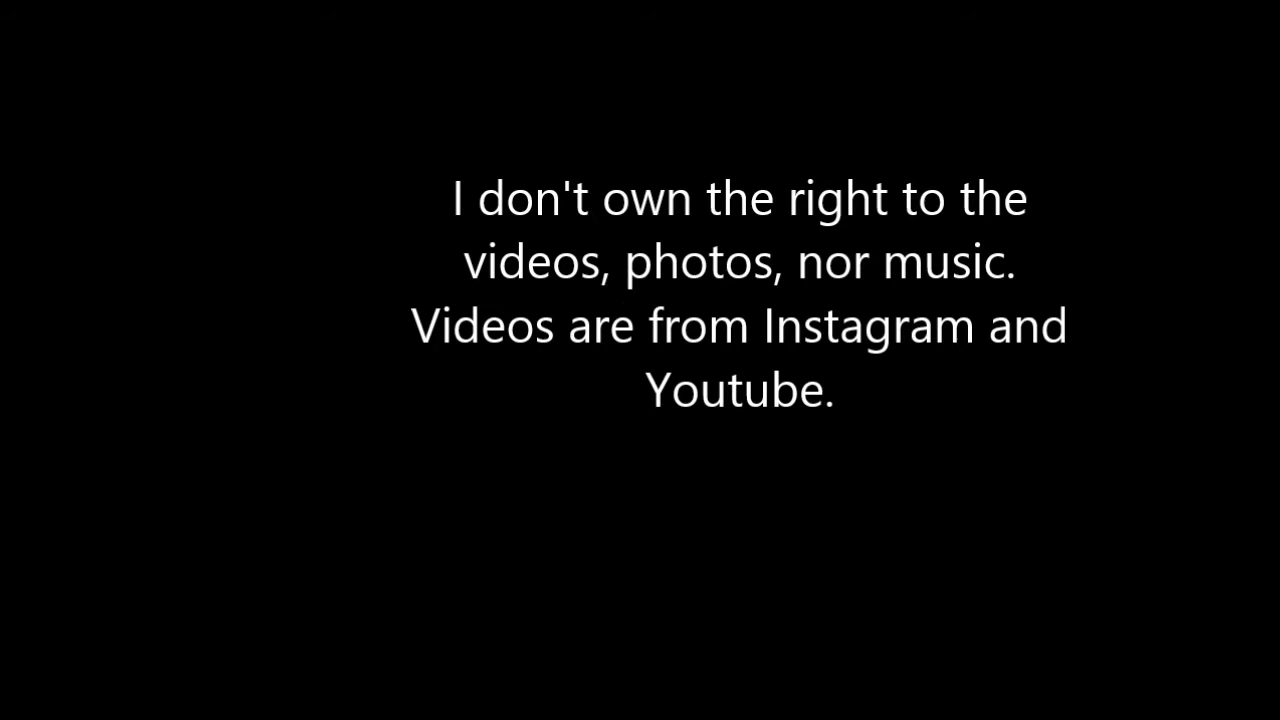 I don't own the right to the
videos, photos, nor music.
Videos are from Instagram and
Youtube.